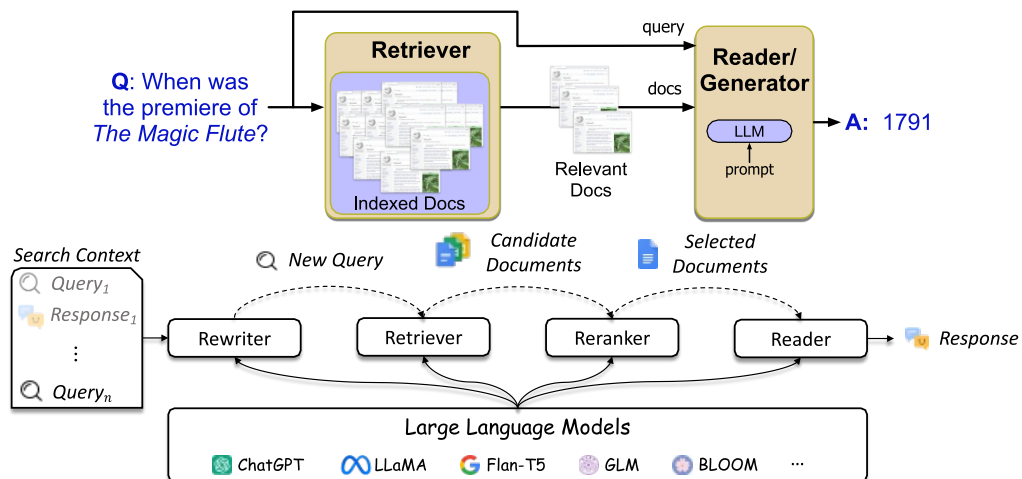 Retriever
query
Reader/
Generator
Q: When was
the premiere of
The Magic Flute?
docs
LLM
prompt
A: 1791
Indexed Docs
Relevant
Docs
Search Context
Query1
Response1
⋮
Queryn
New Query
Candidate
Documents
Selected
Documents
Rewriter
Retriever
Reranker
Reader
Response
Large Language Models
ChatGPT
LLaMA
Flan-T5
GLM
BLOOM
...